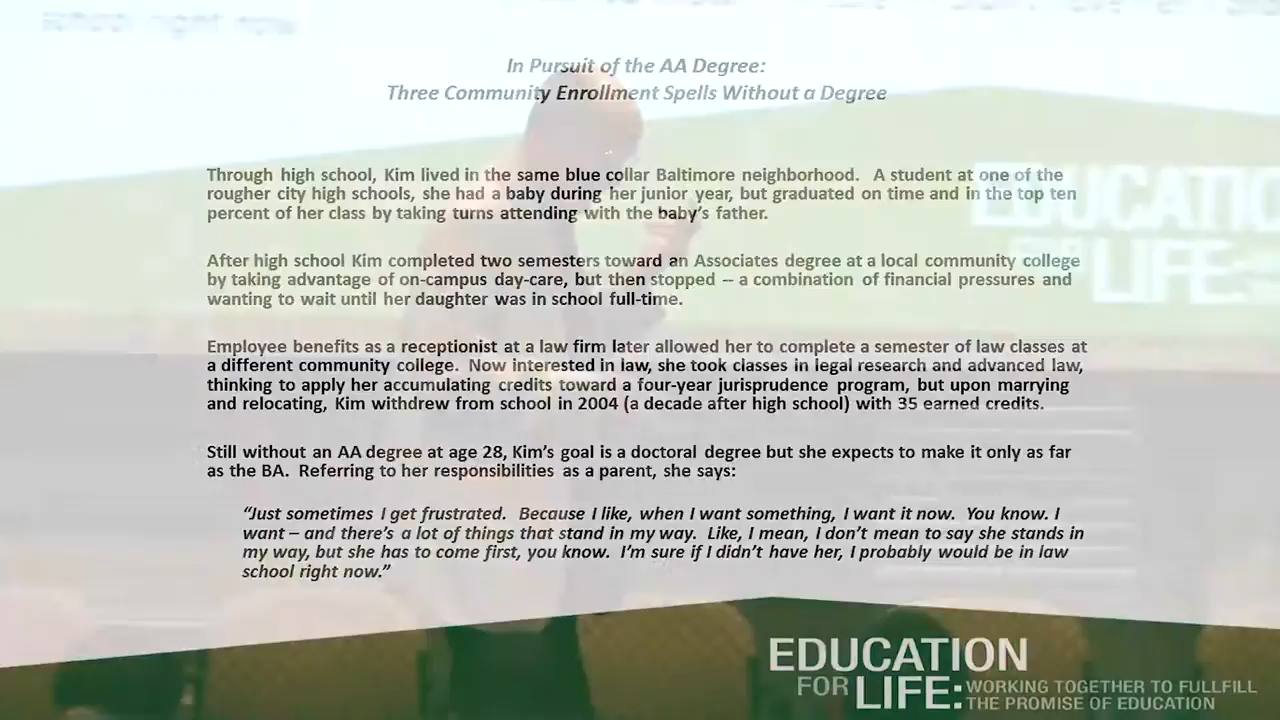 In Pursuit of the AA Degree:
Three Community Enrollment Spells Without a Degree
Through high school, Kim lived in the same blue collar Baltimore neighborhood.  A student at one of the
rougher city high schools, she had a baby during her junior year, but graduated on time and in the top ten
percent of her class by taking turns attending with the baby's father.
After high school Kim completed two semesters toward an Associates degree at a local community college
by taking advantage of on-campus day-care, but then stopped -- a combination of financial pressures and
wanting to wait until her daughter was in school full-time.
Employee benefits as a receptionist at a law firm later allowed her to complete a semester of law classes at
a different community college.  Now interested in law, she took classes in legal research and advanced law,
thinking to apply her accumulating credits toward a four-year jurisprudence program, but upon marrying
and relocating, Kim withdrew from school in 2004 (a decade after high school) with 35 earned credits.
Still without an AA degree at age 28, Kim's goal is a doctoral degree but she expects to make it only as far
as the BA.  Referring to her responsibilities as a parent, she says:
"Just sometimes I get frustrated.  Because I like, when I want something, I want it now.  You know. I
want – and there's a lot of things that stand in my way.  Like, I mean, I don't mean to say she stands in
my way, but she has to come first, you know.  I'm sure if I didn't have her, I probably would be in law
school right now."
EDUCATION
FOR LIFE: WORKING TOGETHER TO FULLFILL
THE PROMISE OF EDUCATION
LIFE: